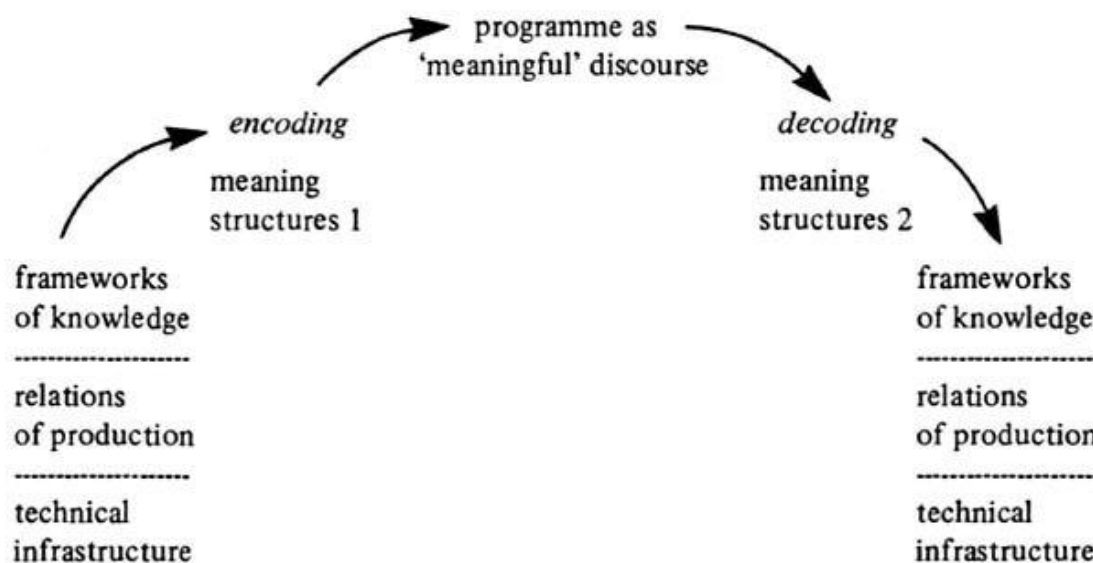 programme as
‘meaningful’ discourse
encoding
meaning
structures 1
decoding
meaning
structures 2
frameworks
of knowledge
relations
of production
technical
infrastructure
frameworks
of knowledge
relations
of production
technical
infrastructure